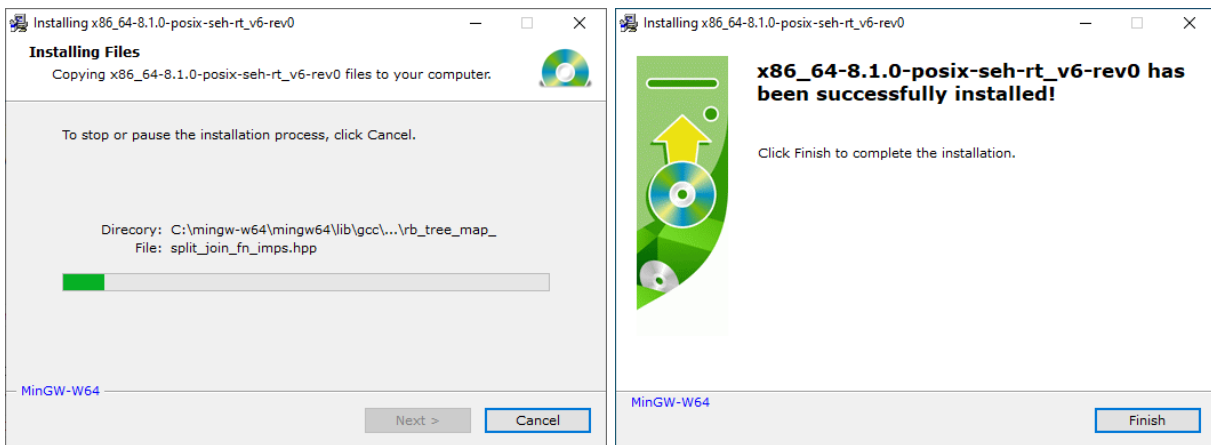 Installing x86_64-8.1.0-posix-seh-rt_v6-rev0
Installing Files
Copying x86_64-8.1.0-posix-seh-rt_v6-rev0 files to your computer.
To stop or pause the installation process, click Cancel.
Direcory: C:\mingw-w64\mingw64\lib\gcc\...\rb_tree_map_
File: split_join_fn_imps.hpp
MinGW-W64
Next >
Cancel
Installing x86_64-8.1.0-posix-seh-rt_v6-rev0
x86_64-8.1.0-posix-seh-rt_v6-rev0 has
been successfully installed!
Click Finish to complete the installation.
MinGW-W64
Finish